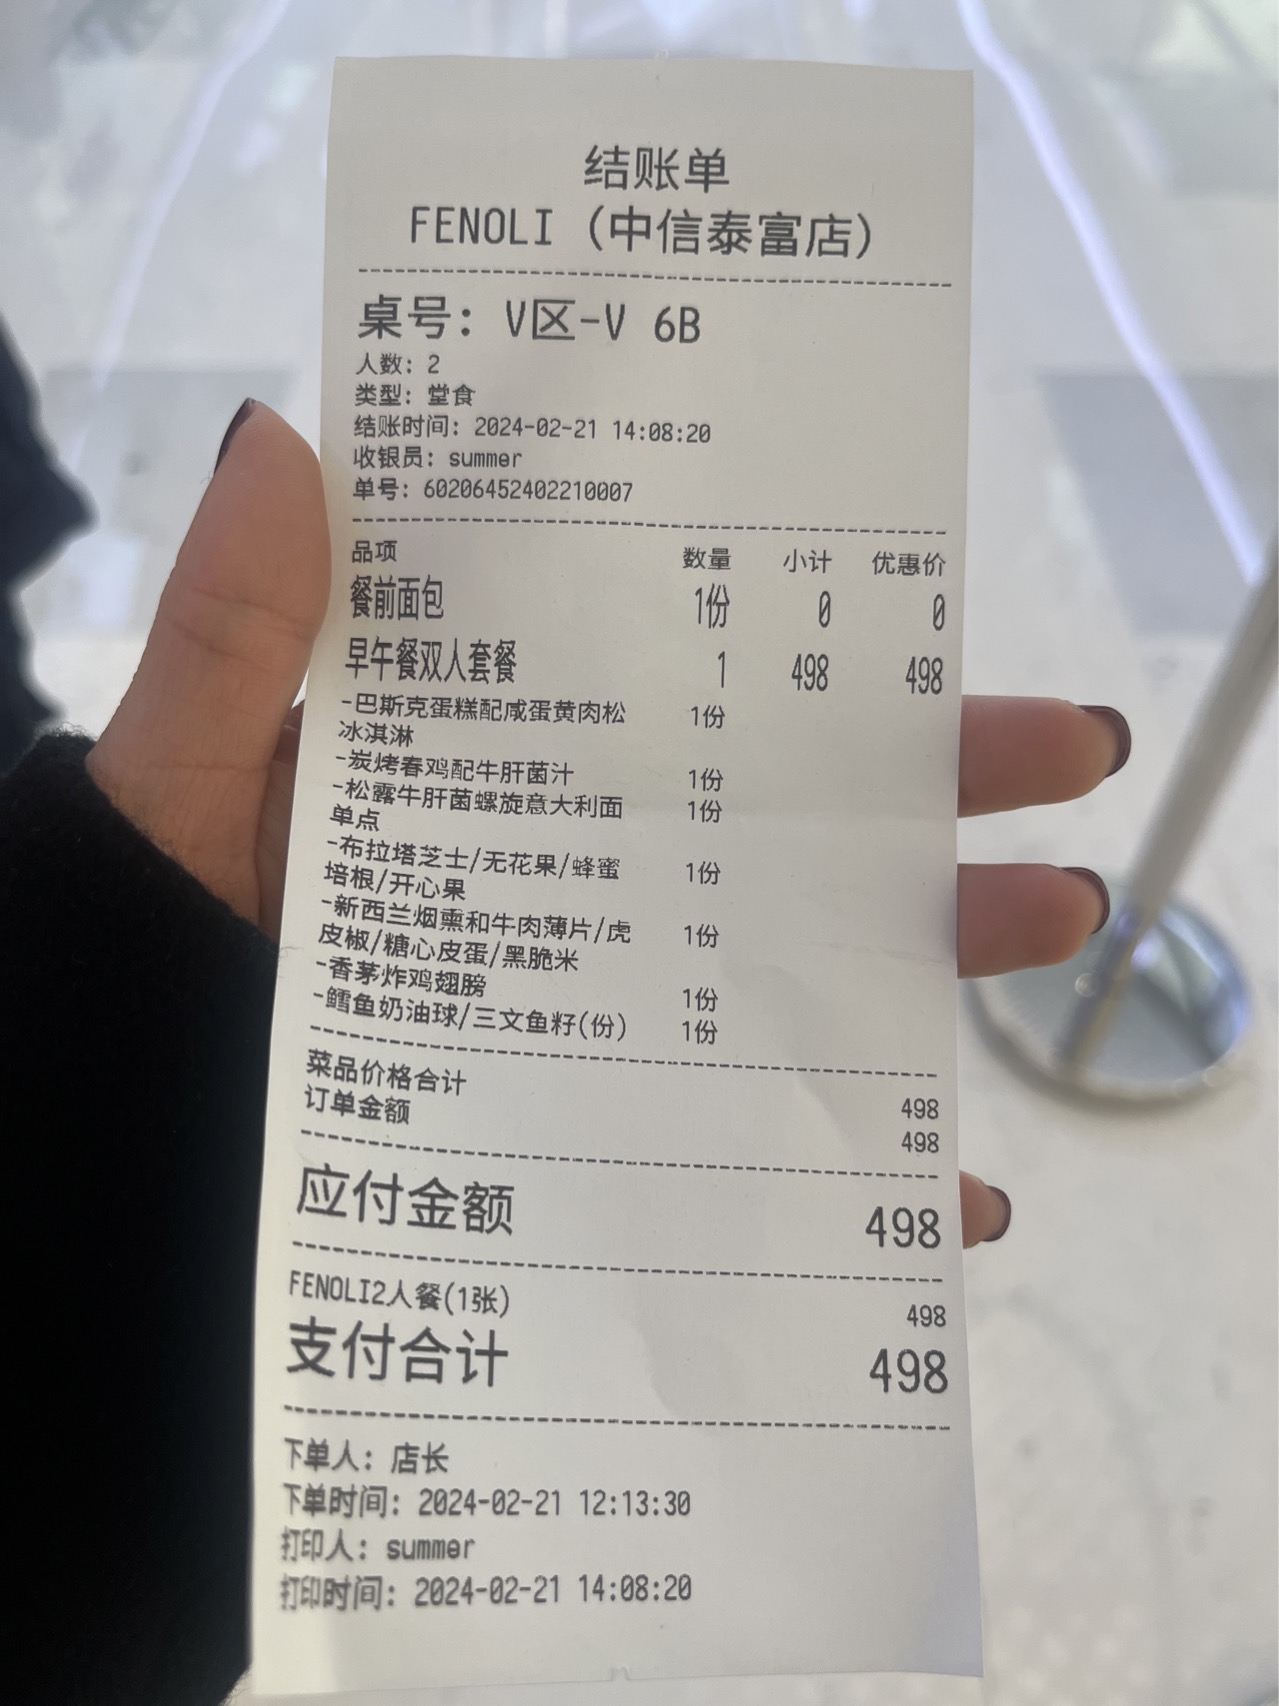 结账单
FENOLI（中信泰富店）
桌号：V区-V 6B
人数：2
类型：堂食
结账时间：2024-02-21 14:08:20
收银员：summer
单号：602064524022​10007
品项 数量 小计 优惠价
餐前面包 1份 0 0
早午餐双人套餐 1 498 498
-巴斯克蛋糕配咸蛋黄肉松 1份
冰淇淋
-炭烤春鸡配牛肝菌汁 1份
-松露牛肝菌螺旋意大利面 1份
单点
-布拉塔芝士/无花果/蜂蜜 1份
培根/开心果
-新西兰烟熏和牛肉薄片/虎 1份
皮椒/糖心皮蛋/黑脆米
-香茅炸鸡翅膀 1份
-鳕鱼奶油球/三文鱼籽(份) 1份
菜品价格合计 498
订单金额 498
应付金额 498
FENOLI2人餐(1张) 498
支付合计 498
下单人：店长
下单时间：2024-02-21 12:13:30
打印人：summer
打印时间：2024-02-21 14:08:20